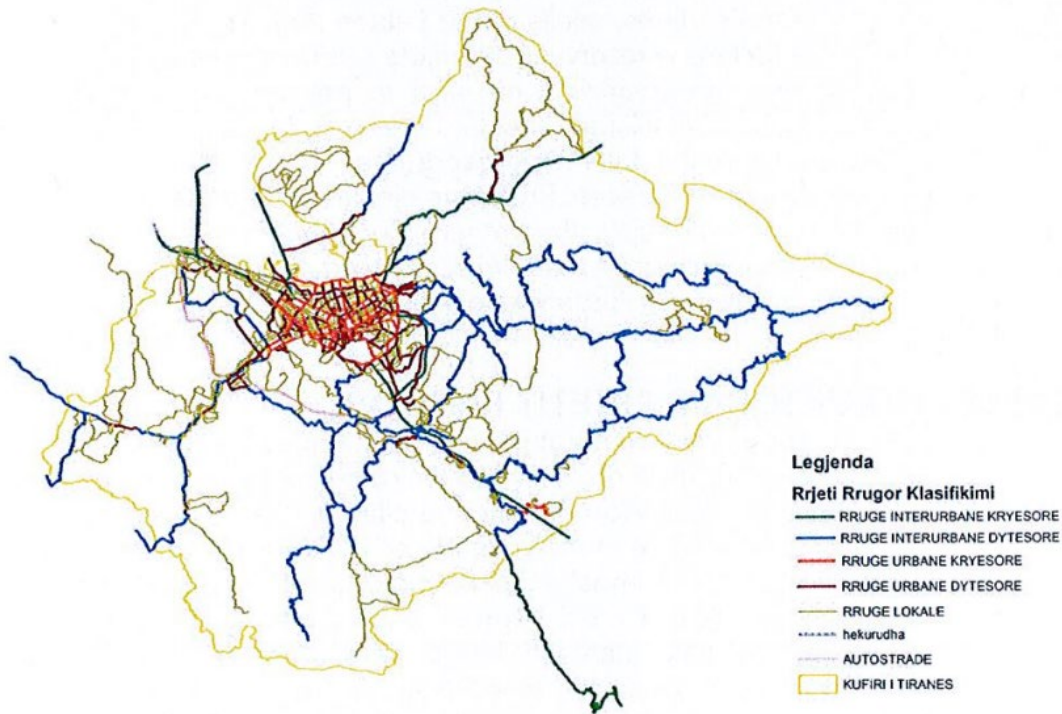 Legjenda
Rrjeti Rrugor Klasifikimi
RRUGE INTERURBANE KRYESORE
RRUGE INTERURBANE DYTESORE
RRUGE URBANE KRYESORE
RRUGE URBANE DYTESORE
RRUGE LOKALE
hekurudha
AUTOSTRADE
KUFIRI I TIRANES